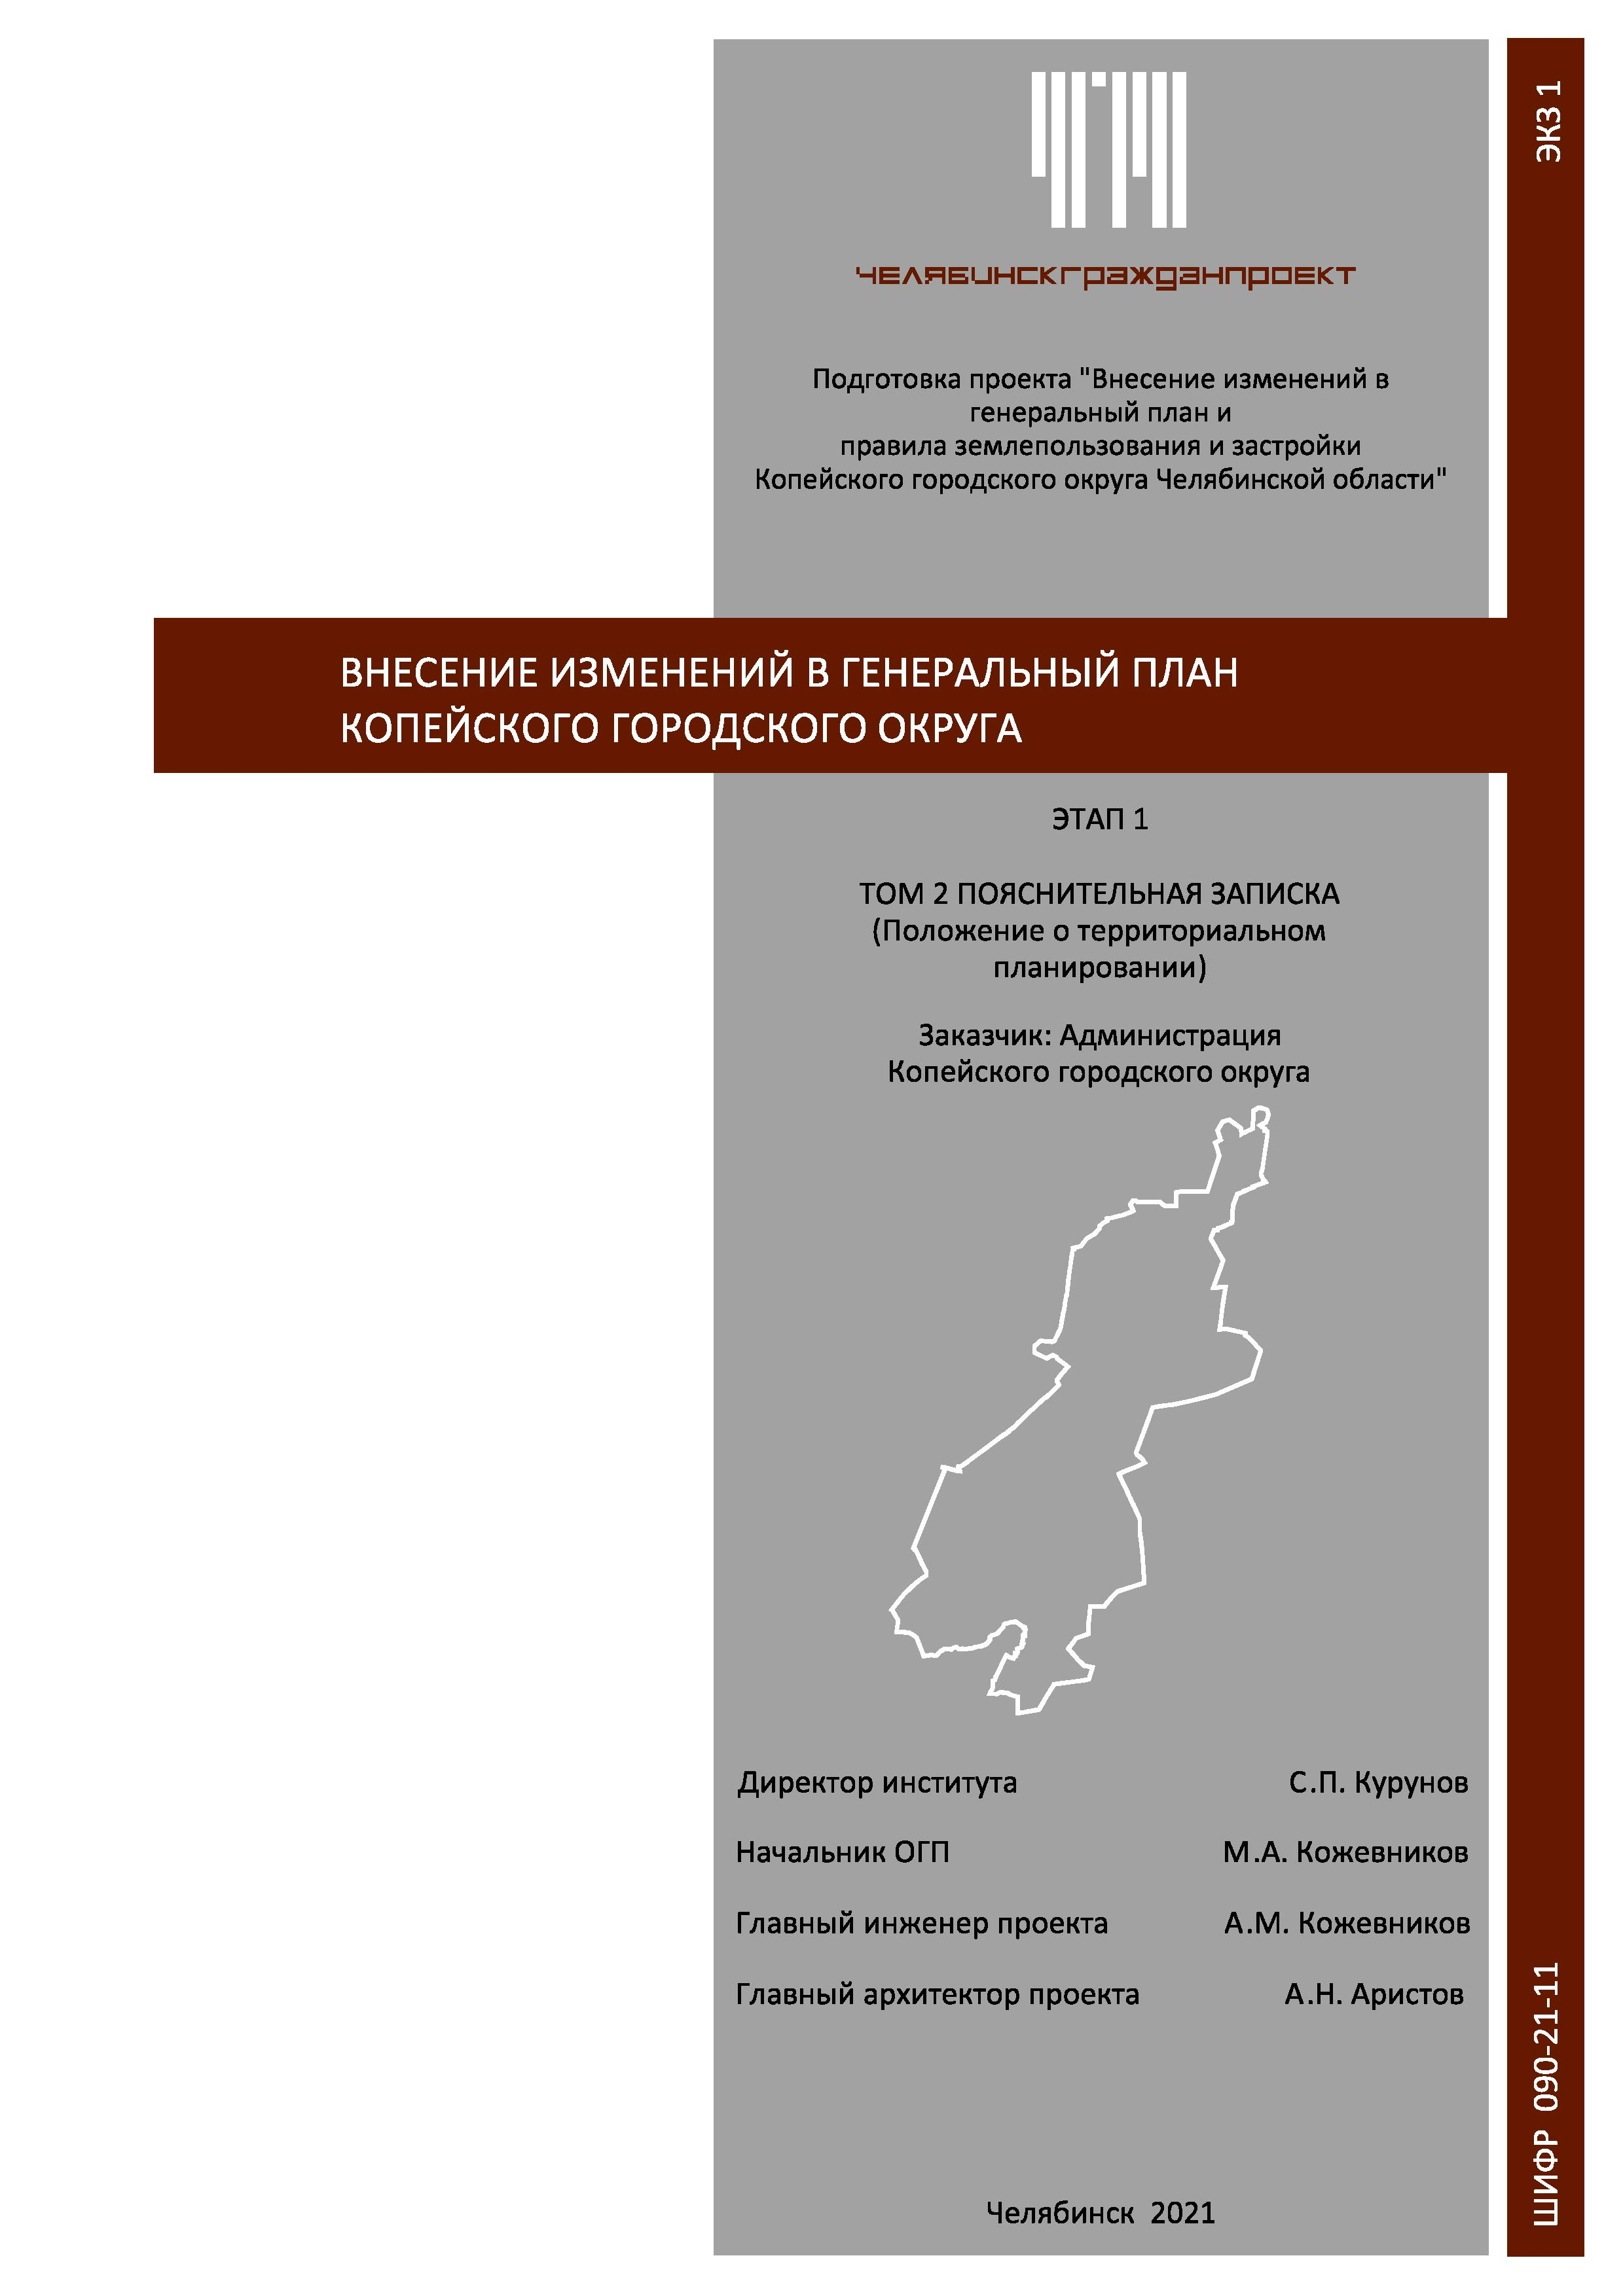 ЭКЗ 1
ЧЕЛЯБИНСКГРАЖДАНПРОЕКТ
Подготовка проекта "Внесение изменений в
генеральный план и
правила землепользования и застройки
Копейского городского округа Челябинской области"
ВНЕСЕНИЕ ИЗМЕНЕНИЙ В ГЕНЕРАЛЬНЫЙ ПЛАН
КОПЕЙСКОГО ГОРОДСКОГО ОКРУГА
ЭТАП 1
ТОМ 2 ПОЯСНИТЕЛЬНАЯ ЗАПИСКА
(Положение о территориальном
планировании)
Заказчик: Администрация
Копейского городского округа
Директор института С.П. Курунов
Начальник ОГП М.А. Кожевников
Главный инженер проекта А.М. Кожевников
Главный архитектор проекта А.Н. Аристов
Челябинск 2021
ШИФР 090-21-11